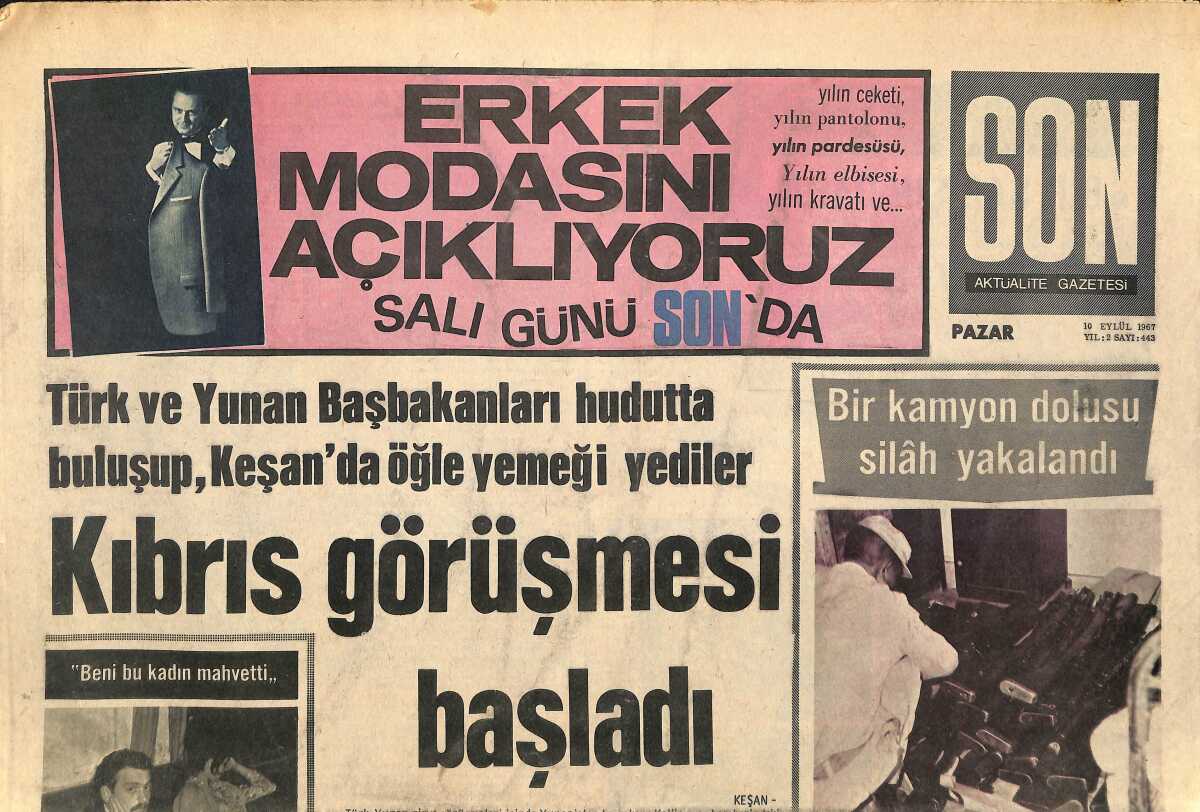 ERKEK
MODASINI
AÇIKLIYORUZ
SALI GÜNÜ SON'DA
yılın ceketi,
yılın pantolonu,
yılın pardesüsü,
Yılın elbisesi,
yılın kravatı ve...
SON
AKTÜALİTE GAZETESİ
PAZAR
10 EYLÜL 1967
YIL:2 SAYI:443
Türk ve Yunan Başbakanları hudutta
buluşup, Keşan'da öğle yemeği yediler
Kıbrıs görüşmesi
başladı
Bir kamyon dolusu
silâh yakalandı
"Beni bu kadın mahvetti„
KEŞAN -